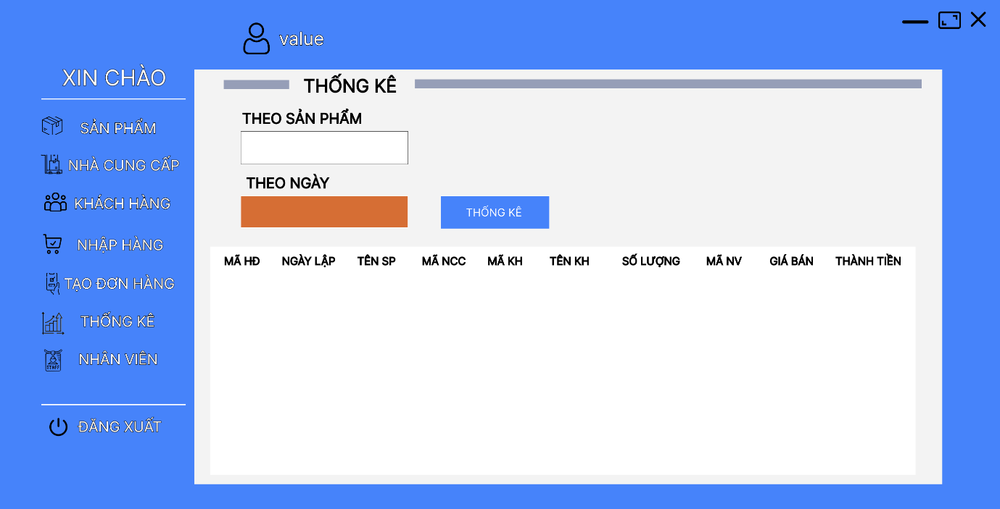 value
XIN CHÀO
SẢN PHẨM
NHÀ CUNG CẤP
KHÁCH HÀNG
NHẬP HÀNG
TẠO ĐƠN HÀNG
THỐNG KÊ
STAFF
NHÂN VIÊN
ĐĂNG XUẤT
THỐNG KÊ
THEO SẢN PHẨM
THEO NGÀY
THỐNG KÊ
MÃ HĐ NGÀY LẬP TÊN SP MÃ NCC MÃ KH TÊN KH SỐ LƯỢNG MÃ NV GIÁ BÁN THÀNH TIỀN